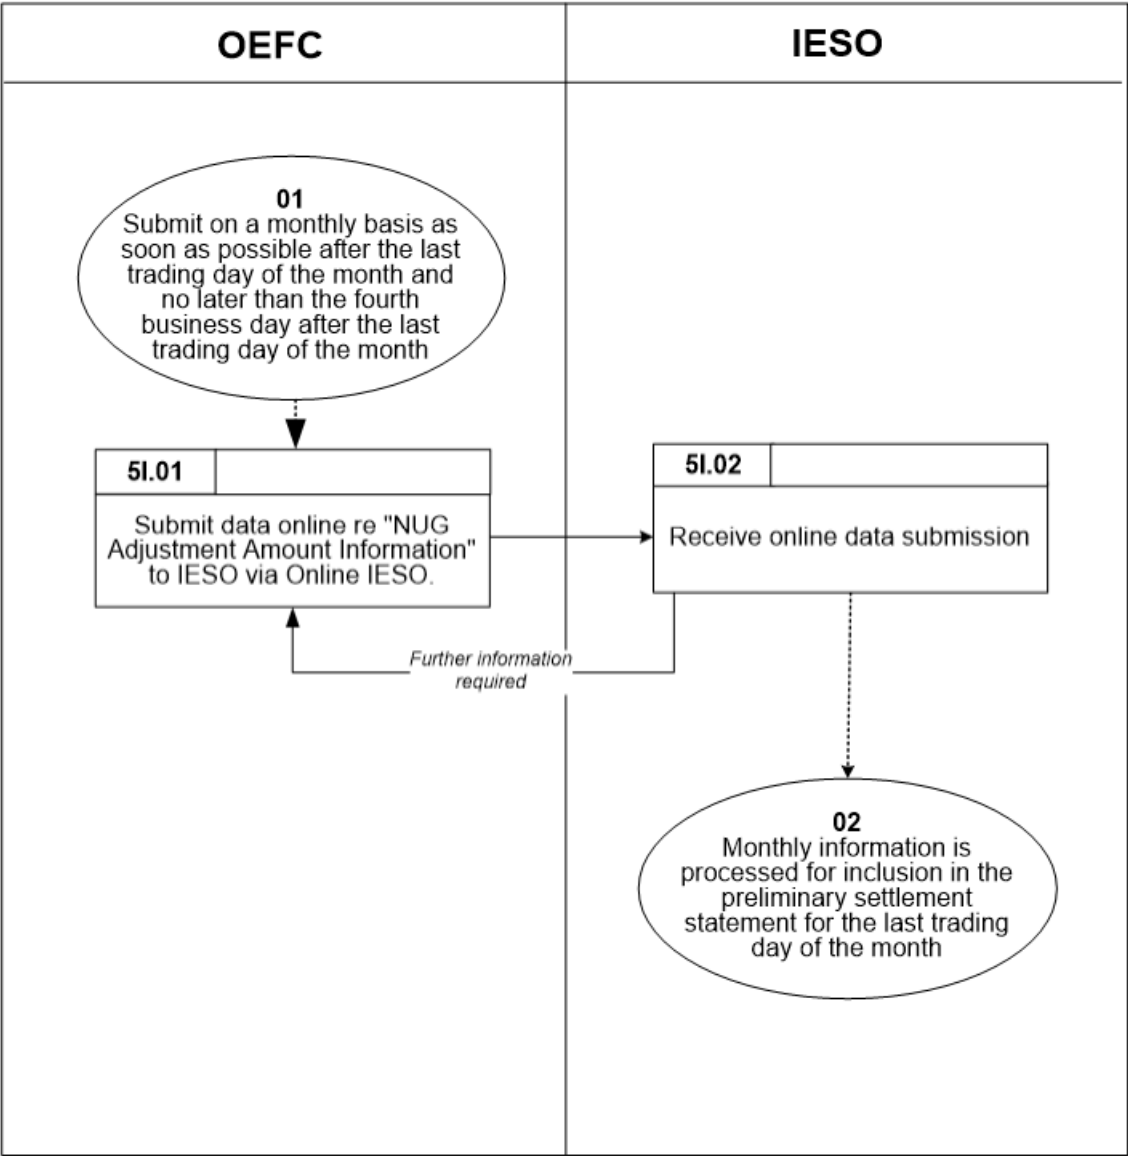 OEFC
IESO
01
Submit on a monthly basis as
soon as possible after the last
trading day of the month and
no later than the fourth
business day after the last
trading day of the month
5I.01
Submit data online re "NUG
Adjustment Amount Information"
to IESO via Online IESO.
5I.02
Receive online data submission
Further information
required
02
Monthly information is
processed for inclusion in the
preliminary settlement
statement for the last trading
day of the month